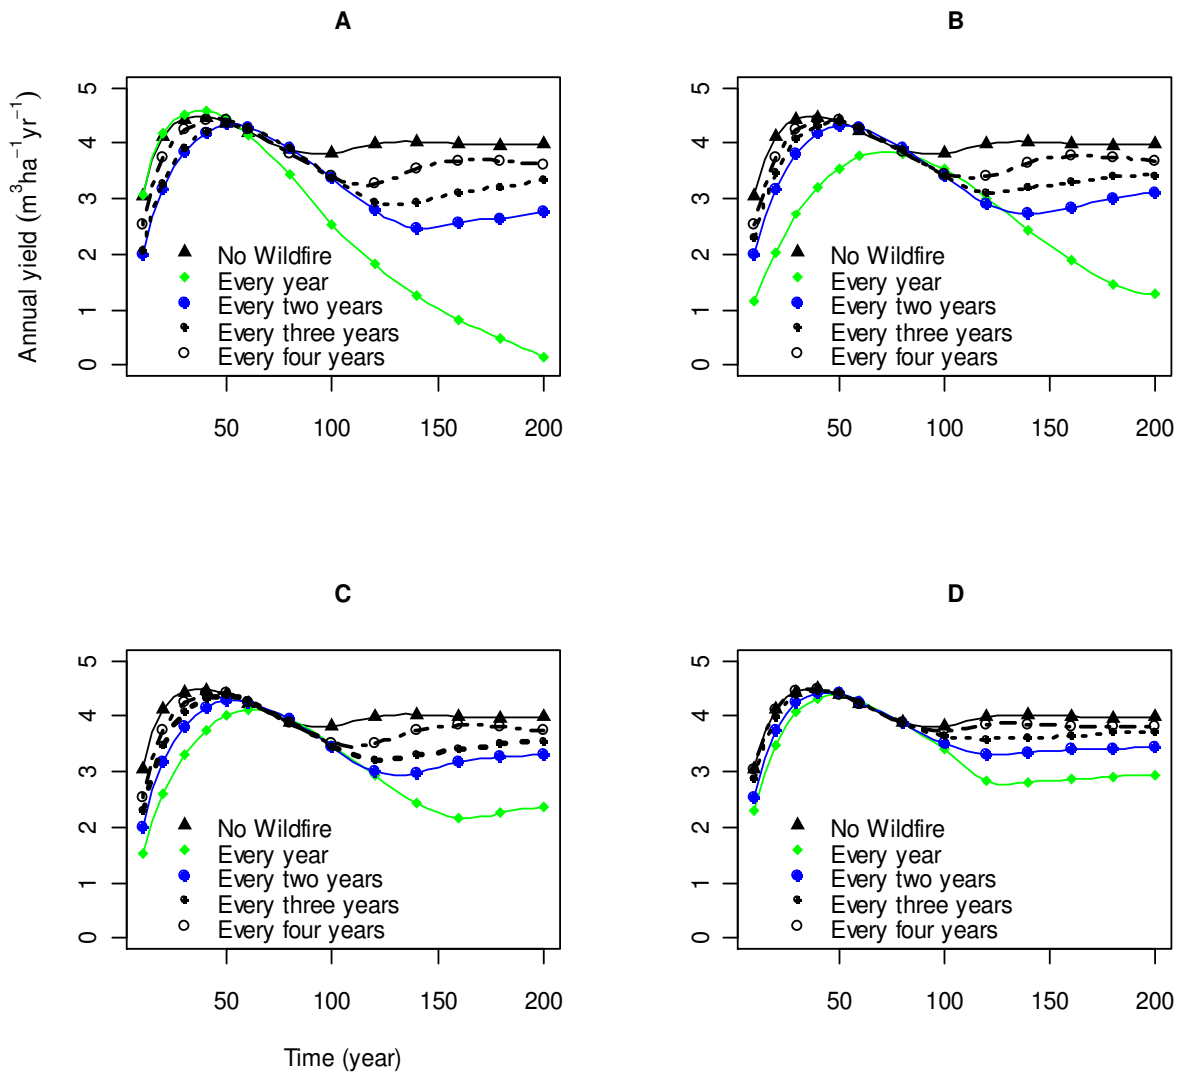 A
Annual yield (m³ha⁻¹yr⁻¹)
5
4
3
2
1
0
No Wildfire
Every year
Every two years
Every three years
Every four years
50
100
150
200
B
5
4
3
2
1
0
No Wildfire
Every year
Every two years
Every three years
Every four years
50
100
150
200
C
5
4
3
2
1
0
No Wildfire
Every year
Every two years
Every three years
Every four years
50
100
150
200
Time (year)
D
5
4
3
2
1
0
No Wildfire
Every year
Every two years
Every three years
Every four years
50
100
150
200